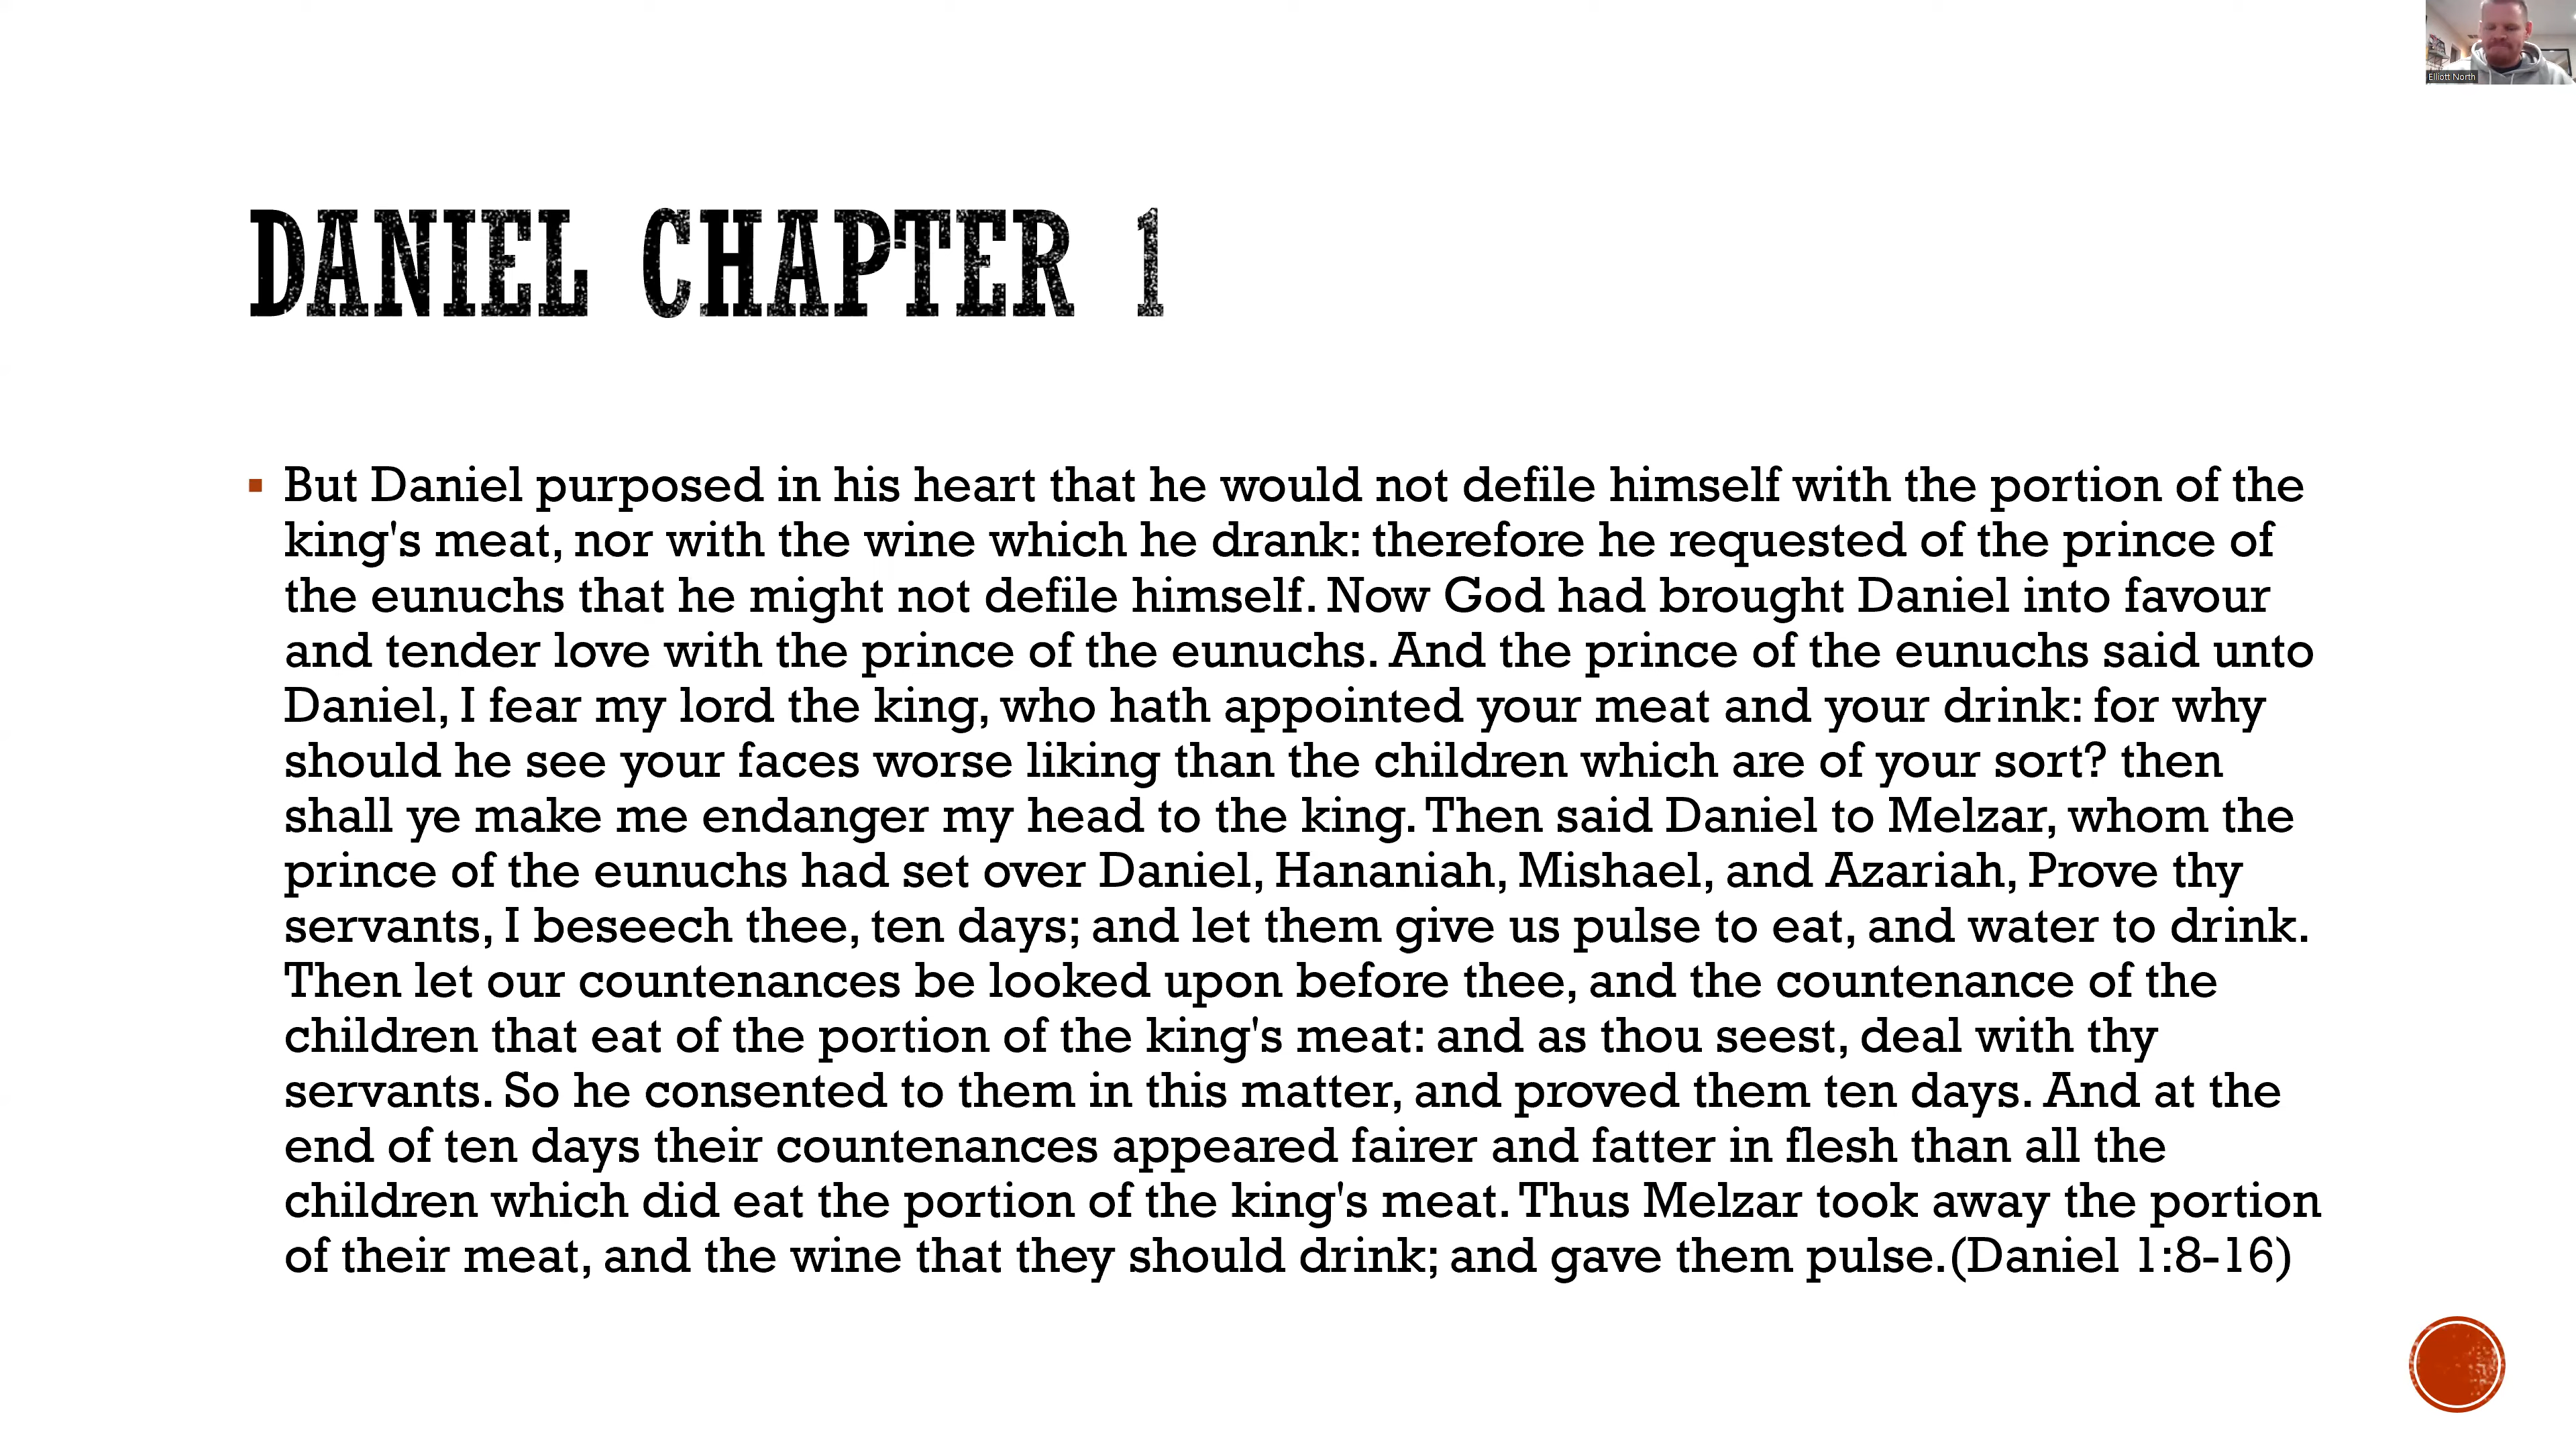 Elliott North
DANIEL CHAPTER 1
▪ But Daniel purposed in his heart that he would not defile himself with the portion of the
king's meat, nor with the wine which he drank: therefore he requested of the prince of
the eunuchs that he might not defile himself. Now God had brought Daniel into favour
and tender love with the prince of the eunuchs. And the prince of the eunuchs said unto
Daniel, I fear my lord the king, who hath appointed your meat and your drink: for why
should he see your faces worse liking than the children which are of your sort? then
shall ye make me endanger my head to the king. Then said Daniel to Melzar, whom the
prince of the eunuchs had set over Daniel, Hananiah, Mishael, and Azariah, Prove thy
servants, I beseech thee, ten days; and let them give us pulse to eat, and water to drink.
Then let our countenances be looked upon before thee, and the countenance of the
children that eat of the portion of the king's meat: and as thou seest, deal with thy
servants. So he consented to them in this matter, and proved them ten days. And at the
end of ten days their countenances appeared fairer and fatter in flesh than all the
children which did eat the portion of the king's meat. Thus Melzar took away the portion
of their meat, and the wine that they should drink; and gave them pulse.(Daniel 1:8-16)